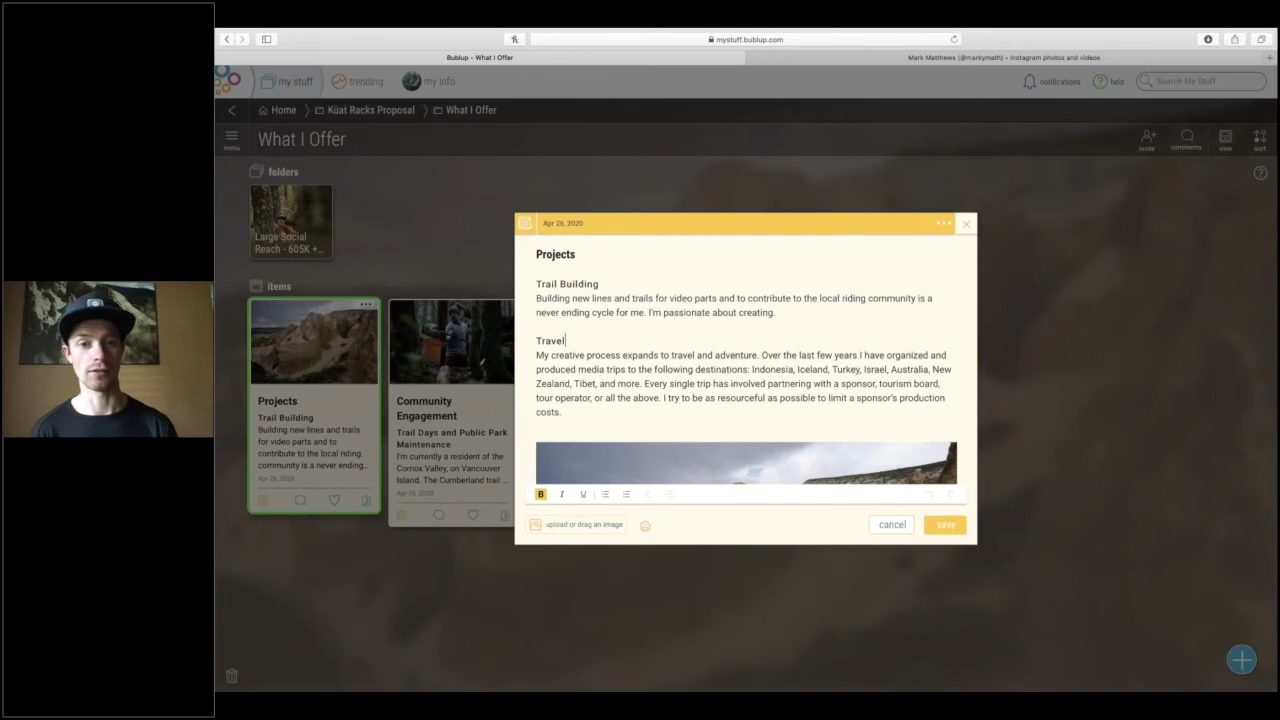 mystuff.bublup.com
Bublup - What I Offer
Mark Matthews (@markymath) • Instagram photos and videos
my stuff
trending
my info
notifications
help
Search My Stuff
Home
Küat Racks Proposal
What I Offer
menu
What I Offer
invite
comments
view
sort
folders
Large Social
Reach - 605K +...
items
Projects
Trail Building
Building new lines and trails
for video parts and to
contribute to the local riding
community is a never ending...
Apr 26, 2020
Community
Engagement
Trail Days and Public Park
Maintenance
I'm currently a resident of the
Comox Valley, on Vancouver
Island. The Cumberland trail ...
Apr 26, 2020
Apr 26, 2020
Projects
Trail Building
Building new lines and trails for video parts and to contribute to the local riding community is a
never ending cycle for me. I'm passionate about creating.
Travel
My creative process expands to travel and adventure. Over the last few years I have organized and
produced media trips to the following destinations: Indonesia, Iceland, Turkey, Israel, Australia, New
Zealand, Tibet, and more. Every single trip has involved partnering with a sponsor, tourism board,
tour operator, or all the above. I try to be as resourceful as possible to limit a sponsor's production
costs.
B I U
upload or drag an image
cancel
save